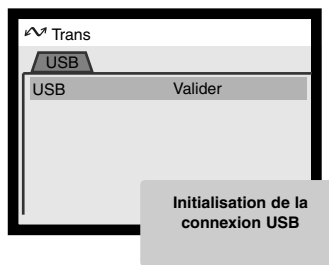 Trans
USB
USB Valider
Initialisation de la
connexion USB